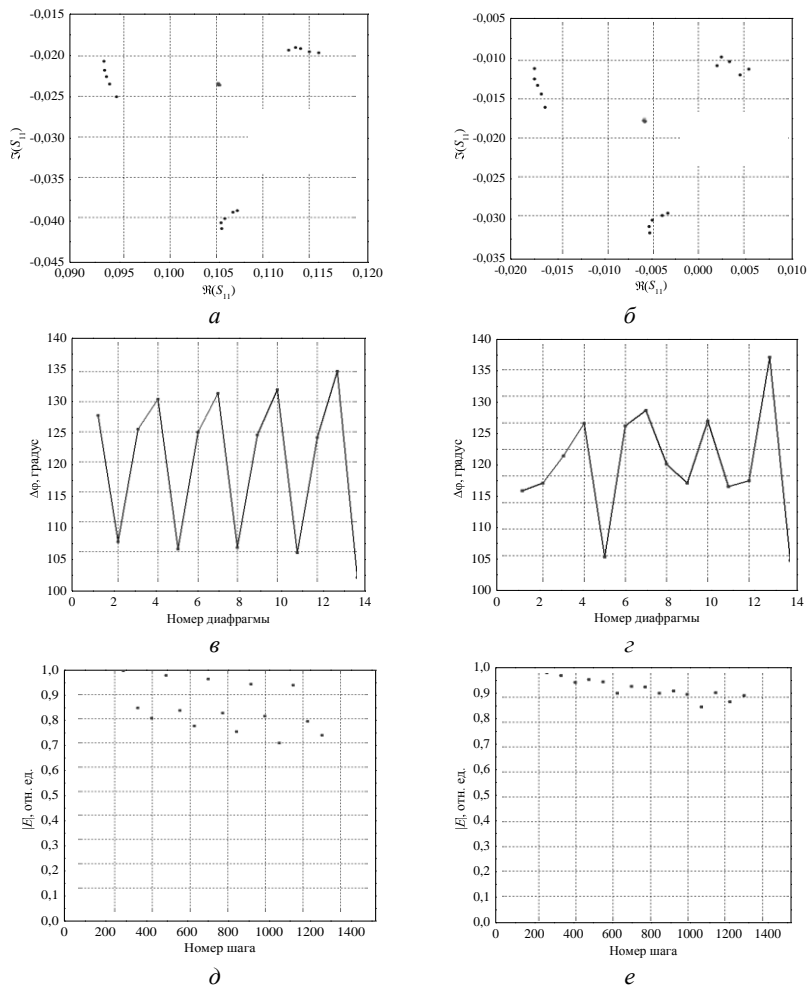 -0,015
-0,020
-0,025
-0,030
-0,035
-0,040
-0,045
ℑ(S₁₁)
0,090 0,095 0,100 0,105 0,110 0,115 0,120
ℜ(S₁₁)
а
-0,005
-0,010
-0,015
-0,020
-0,025
-0,030
-0,035
ℑ(S₁₁)
-0,020 -0,015 -0,010 -0,005 0,000 0,005 0,010
ℜ(S₁₁)
б
140
135
130
125
120
115
110
105
100
Δφ, градус
0 2 4 6 8 10 12 14
Номер диафрагмы
в
140
135
130
125
120
115
110
105
100
Δφ, градус
0 2 4 6 8 10 12 14
Номер диафрагмы
г
1,0
0,9
0,8
0,7
0,6
0,5
0,4
0,3
0,2
0,1
0,0
|E|, отн. ед.
0 200 400 600 800 1000 1200 1400
Номер шага
д
1,0
0,9
0,8
0,7
0,6
0,5
0,4
0,3
0,2
0,1
0,0
|E|, отн. ед.
0 200 400 600 800 1000 1200 1400
Номер шага
е